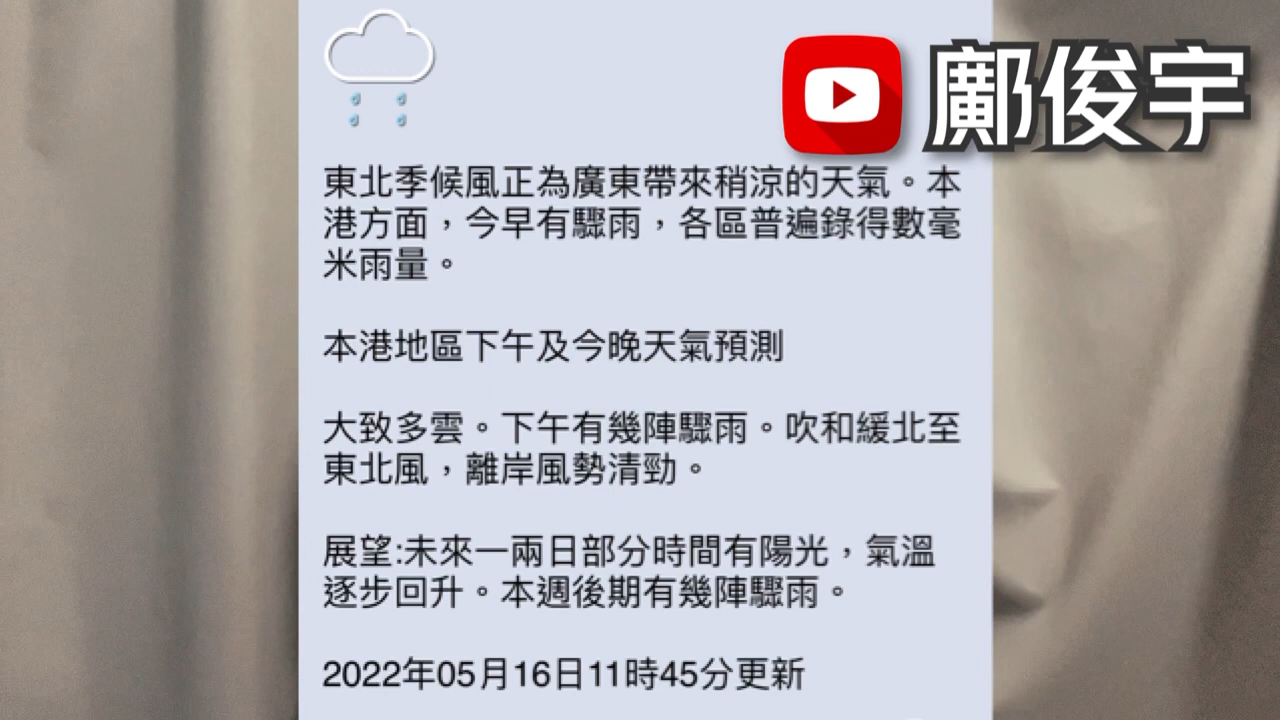 鄺俊宇
東北季候風正為廣東帶來稍涼的天氣。本
港方面，今早有驟雨，各區普遍錄得數毫
米雨量。
本港地區下午及今晚天氣預測
大致多雲。下午有幾陣驟雨。吹和緩北至
東北風，離岸風勢清勁。
展望:未來一兩日部分時間有陽光，氣溫
逐步回升。本週後期有幾陣驟雨。
2022年05月16日11時45分更新